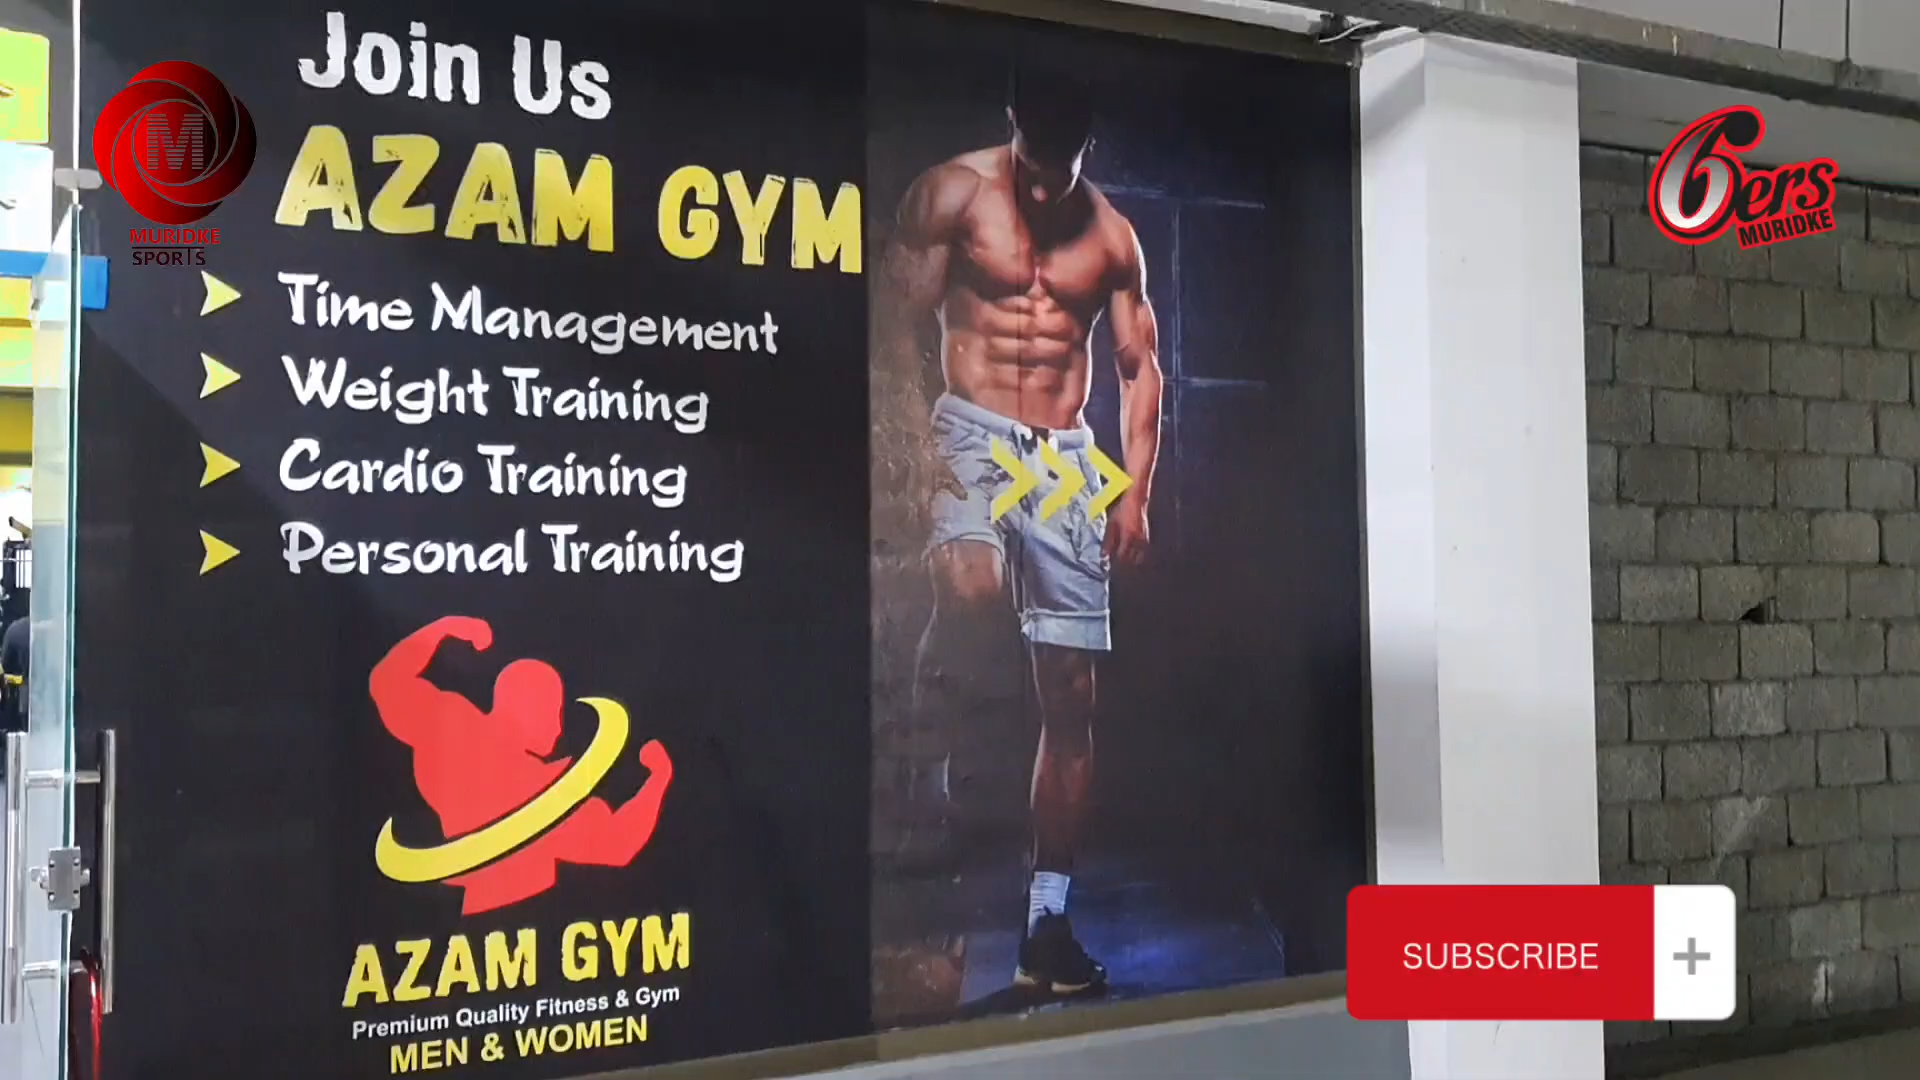 Join Us
AZAM GYM
Time Management
Weight Training
Cardio Training
Personal Training
AZAM GYM
Premium Quality Fitness & Gym
MEN & WOMEN
M
MURIDKE
SPORTS
6ers
MURIDKE
SUBSCRIBE +